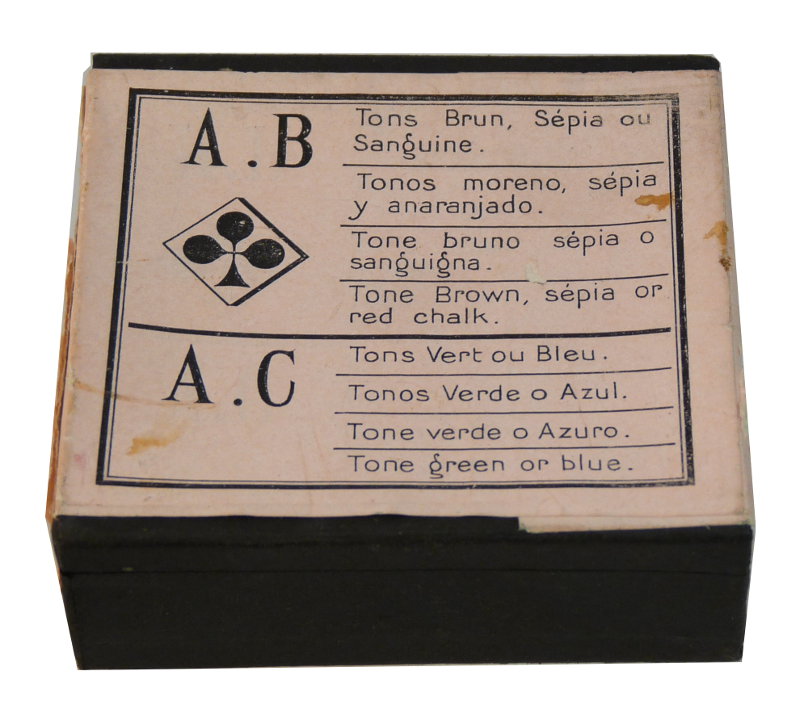 A.B
Tons Brun, Sépia ou
Sanguine.
Tonos moreno, sépia
y anaranjado.
Tone bruno sépia o
sanguigna.
Tone Brown, sépia or
red chalk.
A.C
Tons Vert ou Bleu.
Tonos Verde o Azul.
Tone verde o Azuro.
Tone green or blue.